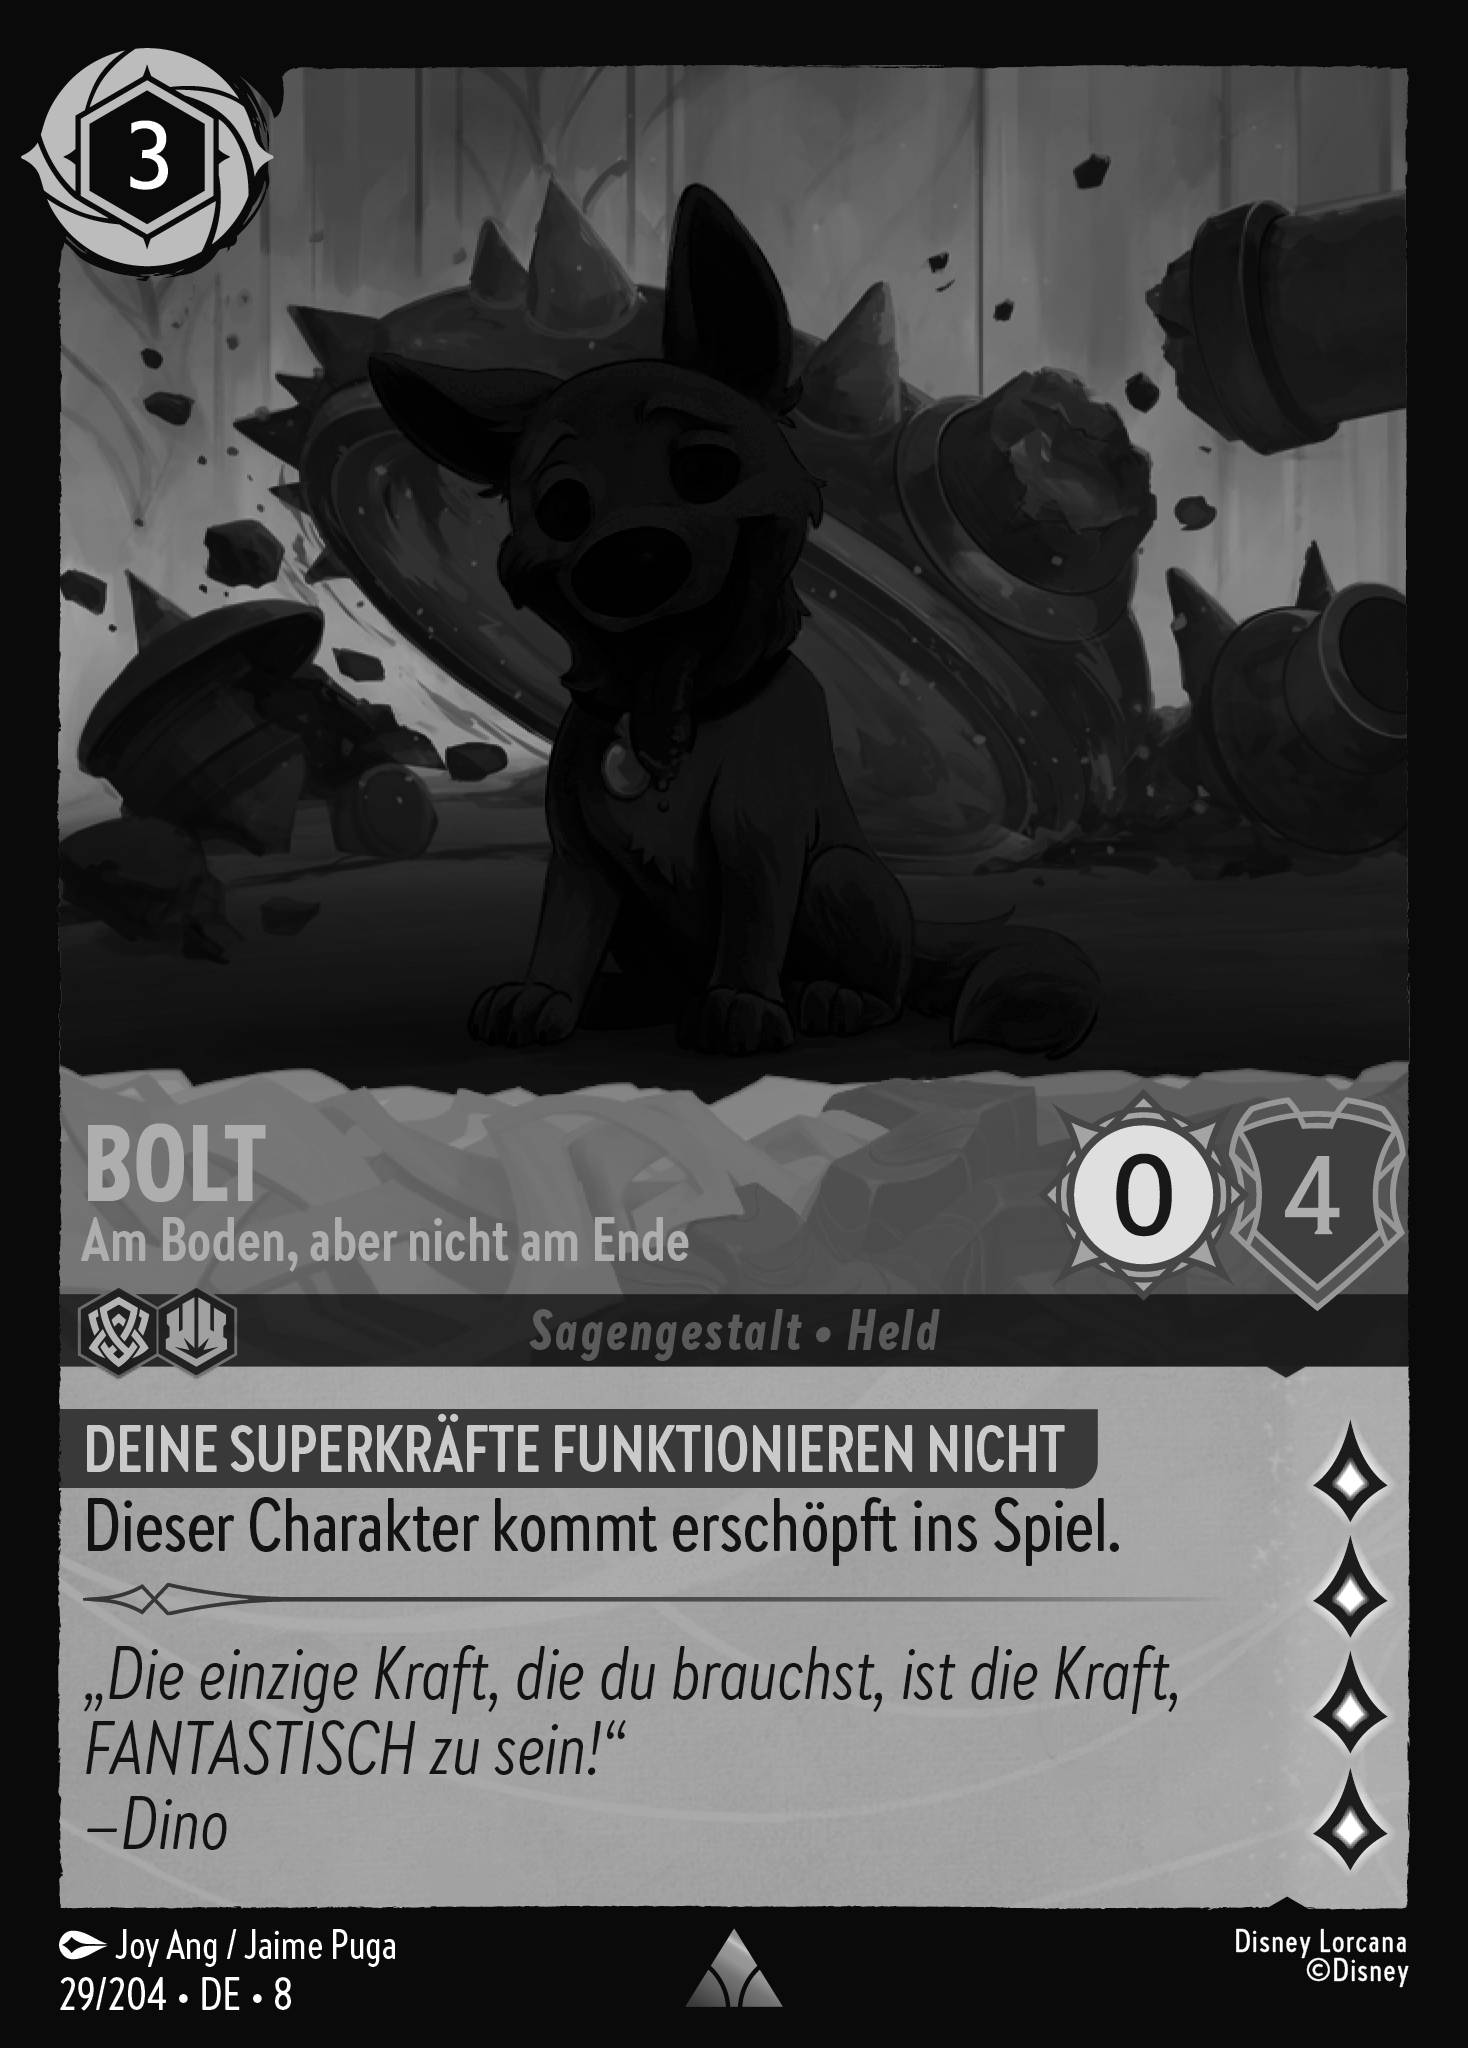 3
BOLT
Am Boden, aber nicht am Ende
0
4
Sagengestalt • Held
DEINE SUPERKRÄFTE FUNKTIONIEREN NICHT
Dieser Charakter kommt erschöpft ins Spiel.
„Die einzige Kraft, die du brauchst, ist die Kraft,
FANTASTISCH zu sein!“
–Dino
Joy Ang / Jaime Puga
29/204 • DE • 8
Disney Lorcana
©Disney